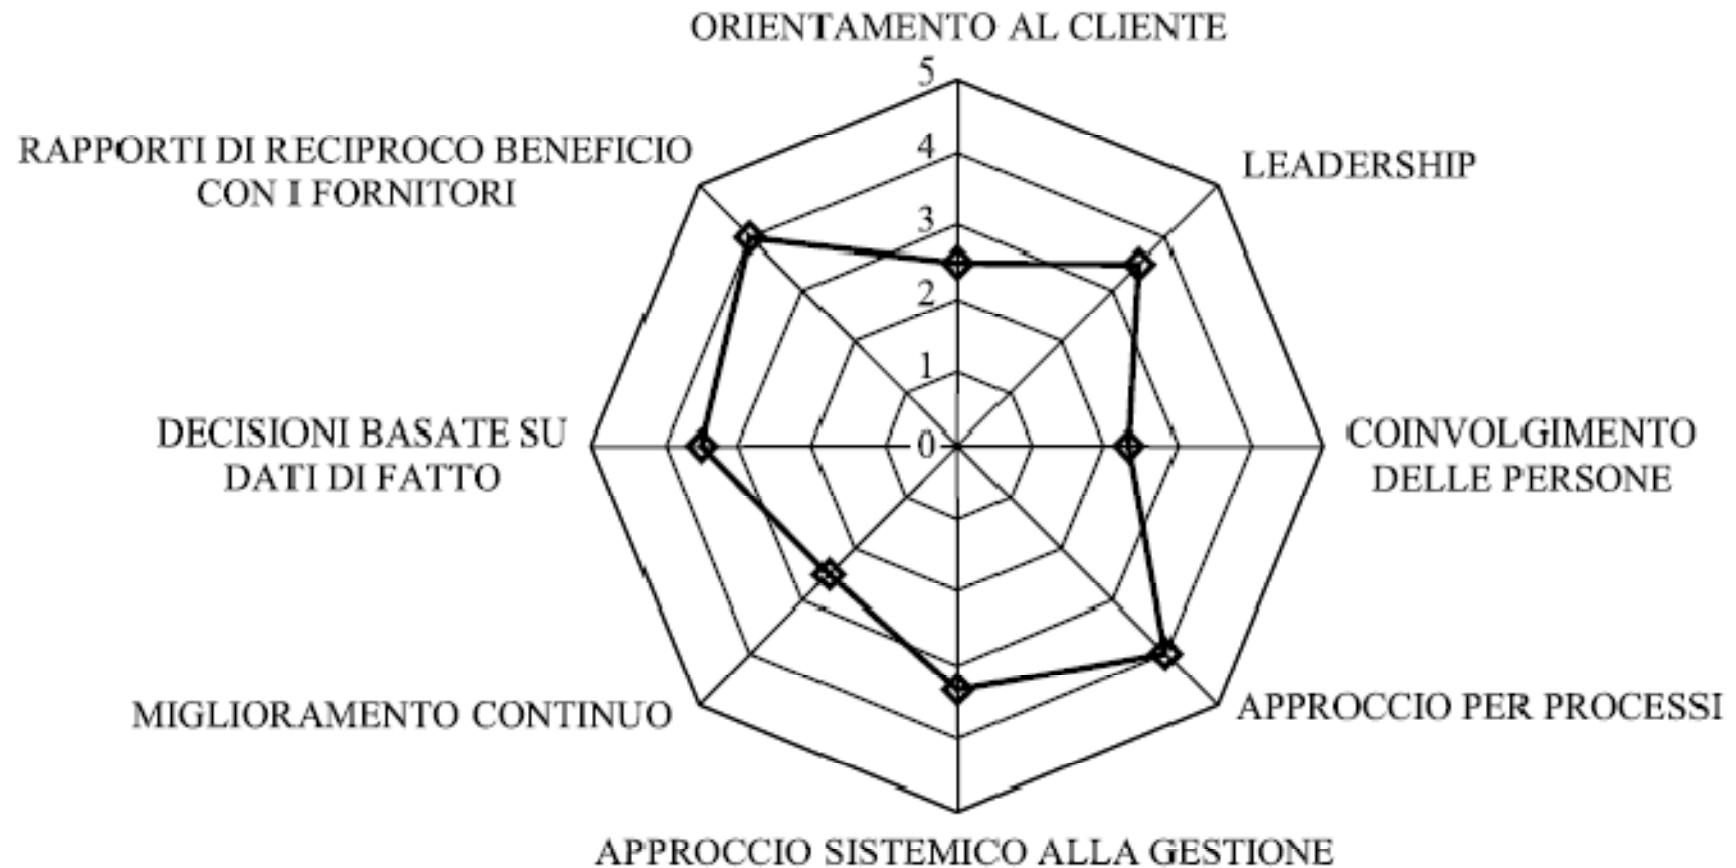 ORIENTAMENTO AL CLIENTE
5
RAPPORTI DI RECIPROCO BENEFICIO
CON I FORNITORI
4
LEADERSHIP
3
2
1
DECISIONI BASATE SU
DATI DI FATTO
0
COINVOLGIMENTO
DELLE PERSONE
MIGLIORAMENTO CONTINUO
APPROCCIO PER PROCESSI
APPROCCIO SISTEMICO ALLA GESTIONE